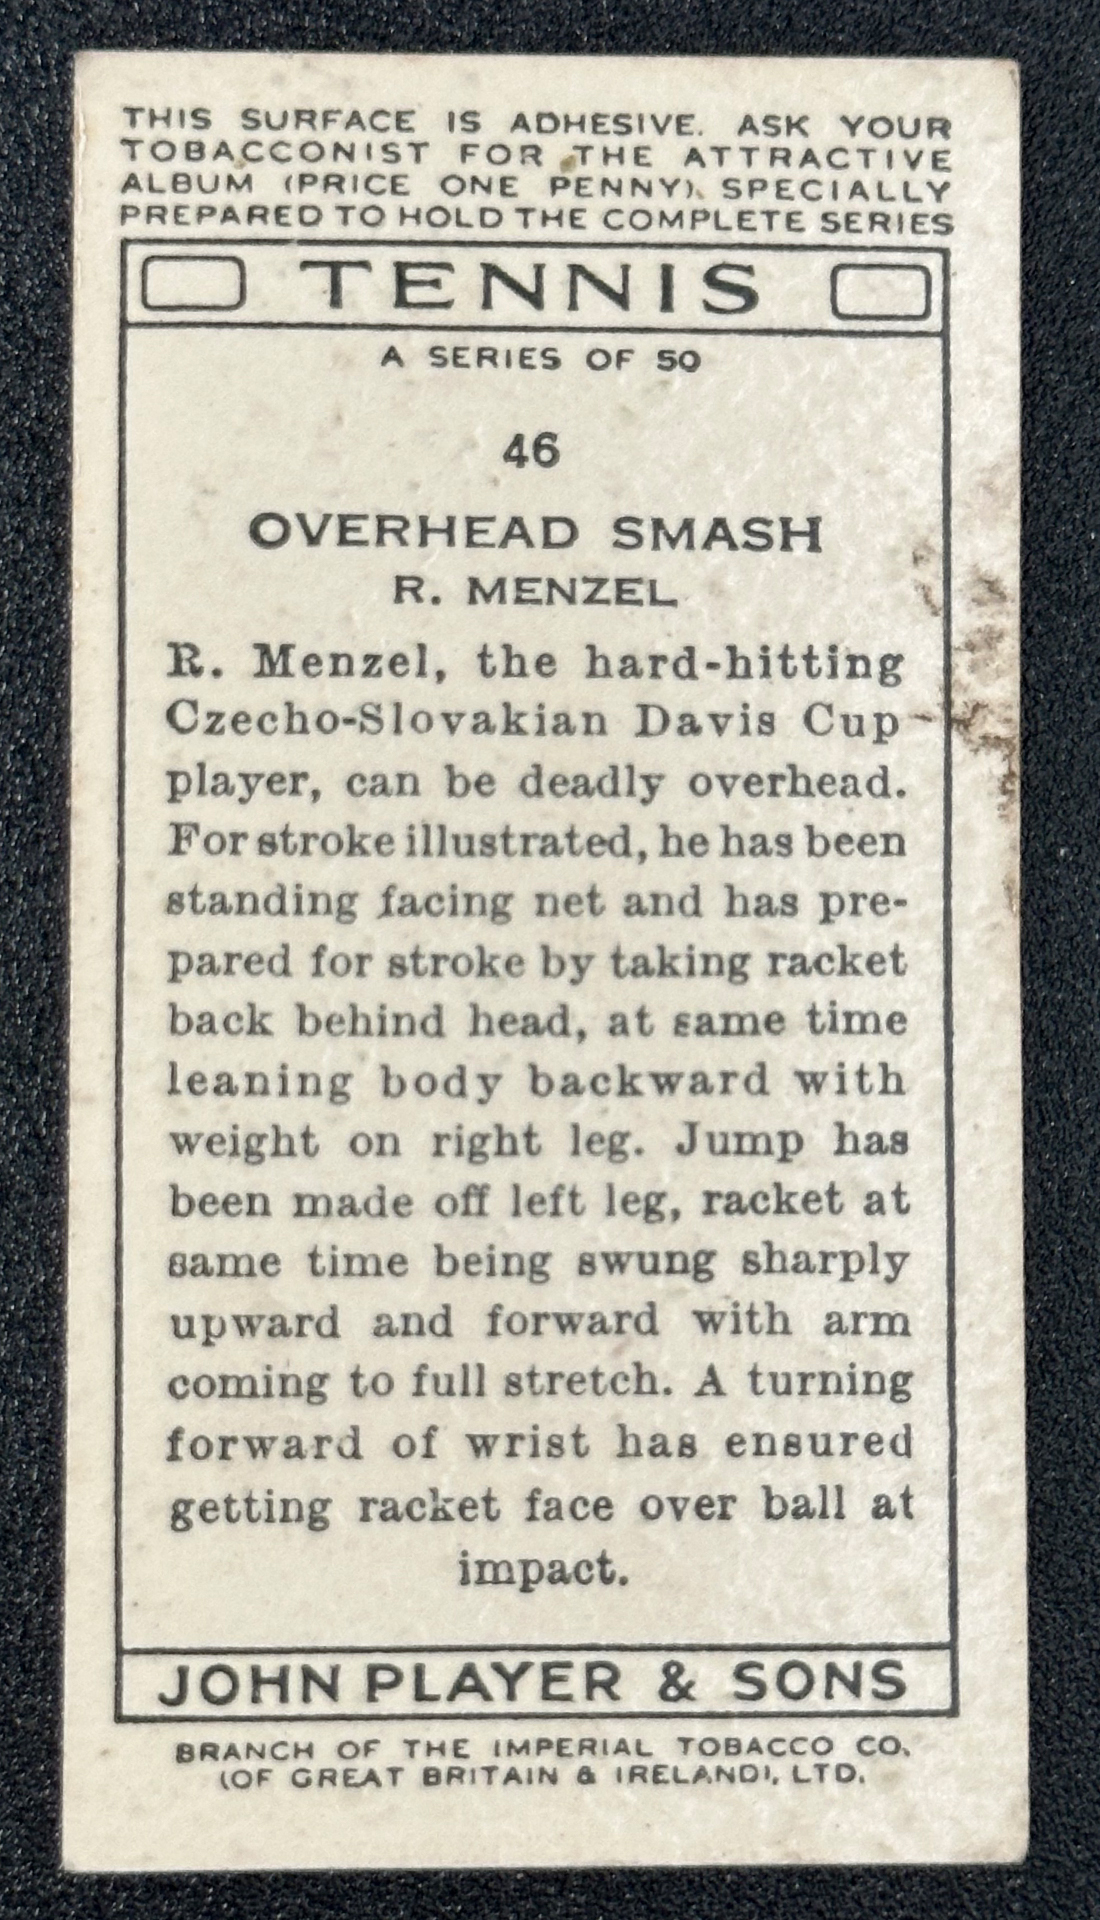 THIS SURFACE IS ADHESIVE. ASK YOUR
TOBACCONIST FOR THE ATTRACTIVE
ALBUM (PRICE ONE PENNY), SPECIALLY
PREPARED TO HOLD THE COMPLETE SERIES
TENNIS
A SERIES OF 50
46
OVERHEAD SMASH
R. MENZEL
R. Menzel, the hard-hitting
Czecho-Slovakian Davis Cup
player, can be deadly overhead.
For stroke illustrated, he has been
standing facing net and has pre-
pared for stroke by taking racket
back behind head, at same time
leaning body backward with
weight on right leg. Jump has
been made off left leg, racket at
same time being swung sharply
upward and forward with arm
coming to full stretch. A turning
forward of wrist has ensured
getting racket face over ball at
impact.
JOHN PLAYER & SONS
BRANCH OF THE IMPERIAL TOBACCO CO.
(OF GREAT BRITAIN & IRELAND), LTD.